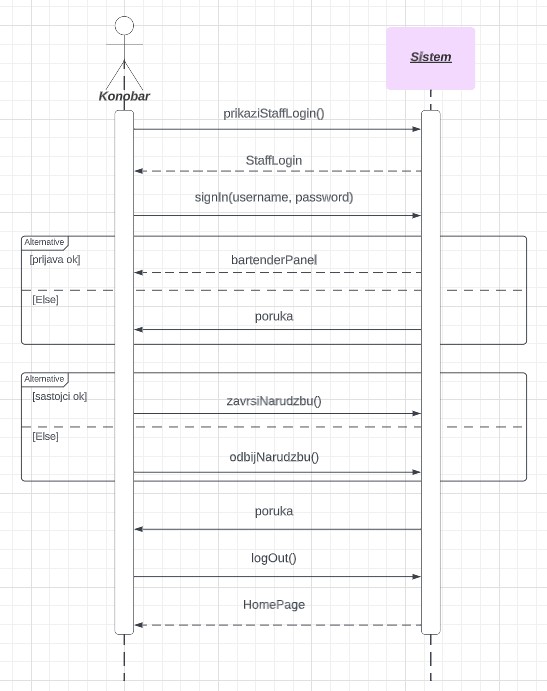 Sistem
Konobar
prikaziStaffLogin()
StaffLogin
signIn(username, password)
Alternative
[prijava ok]
bartenderPanel
[Else]
poruka
Alternative
[sastojci ok]
zavrsiNarudzbu()
[Else]
odbijNarudzbu()
poruka
logOut()
HomePage